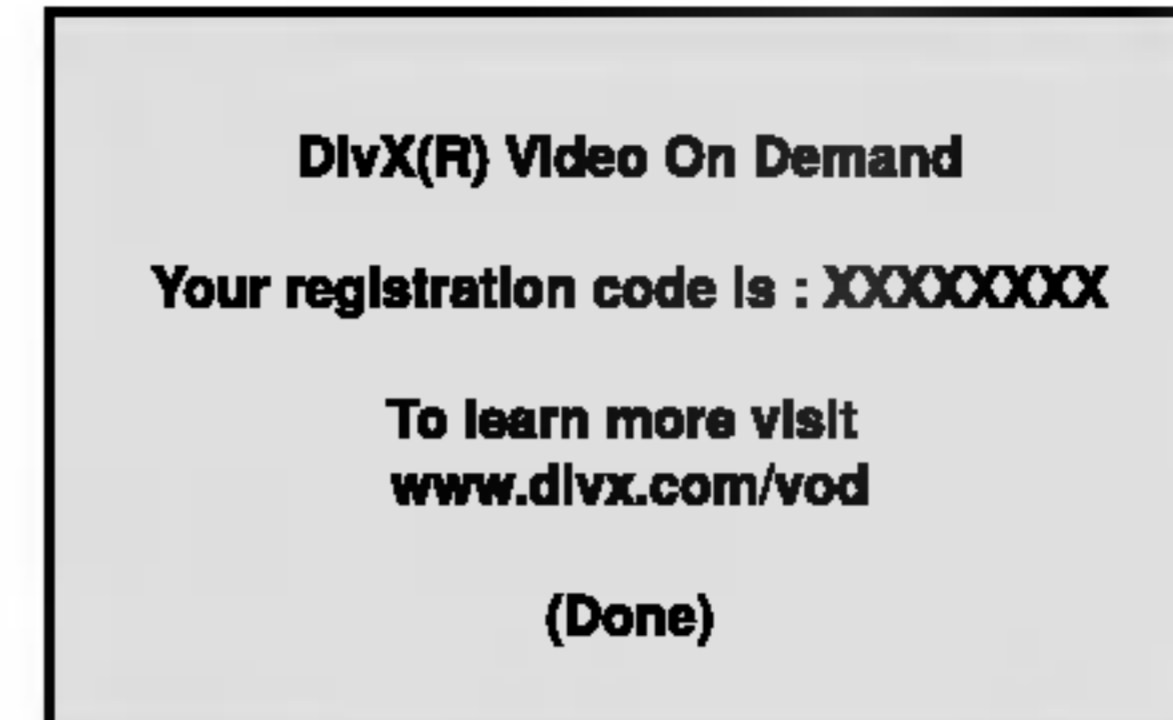 DivX(R) Video On Demand
Your registration code is : XXXXXXXX
To learn more visit
www.divx.com/vod
(Done)